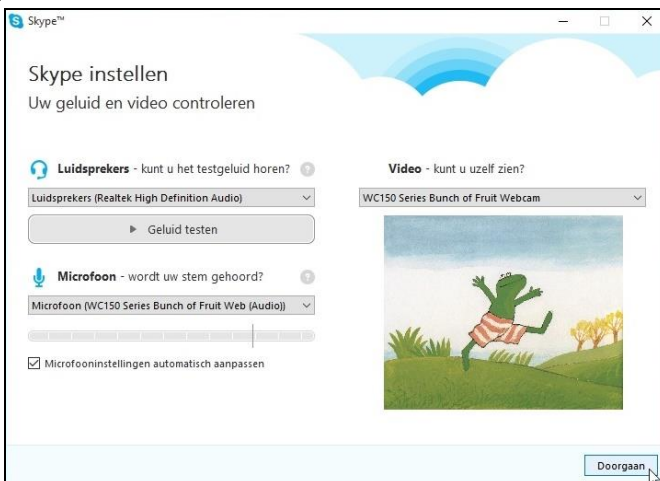 Skype™
Skype instellen
Uw geluid en video controleren
Luidsprekers - kunt u het testgeluid horen? ?
Luidsprekers (Realtek High Definition Audio)
Geluid testen
Microfoon - wordt uw stem gehoord? ?
Microfoon (WC150 Series Bunch of Fruit Web (Audio))
Microfooninstellingen automatisch aanpassen
Video - kunt u uzelf zien?
WC150 Series Bunch of Fruit Webcam
Doorgaan